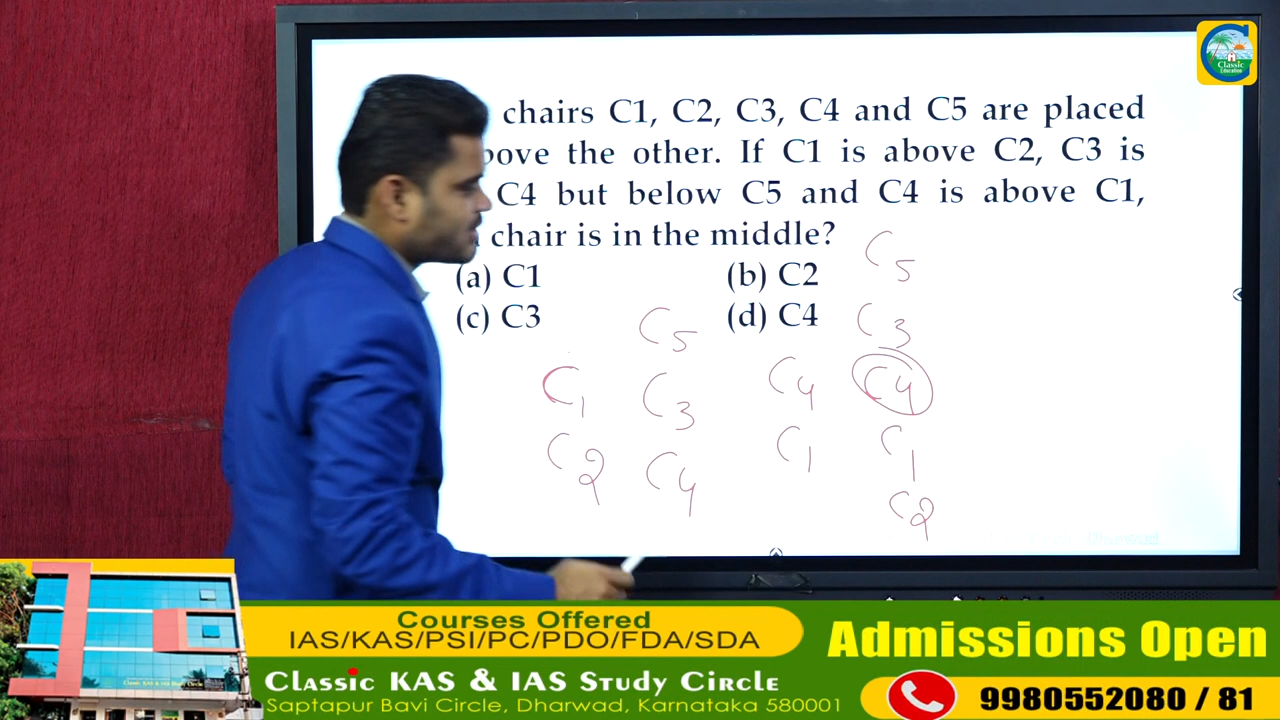 Classic
Education
chairs C1, C2, C3, C4 and C5 are placed
the other. If C1 is above C2, C3 is
C4 but below C5 and C4 is above C1,
chair is in the middle?
(a) C1 (b) C2
(c) C3 (d) C4
C5
C5 C3
C1 C3 C4 C4
C2 C4 C1 C1
C2
Dharwad
Courses Offered
IAS/KAS/PSI/PC/PDO/FDA/SDA
Classic KAS & IAS Study Circle
Saptapur Bavi Circle, Dharwad, Karnataka 580001
Admissions Open
9980552080 / 81